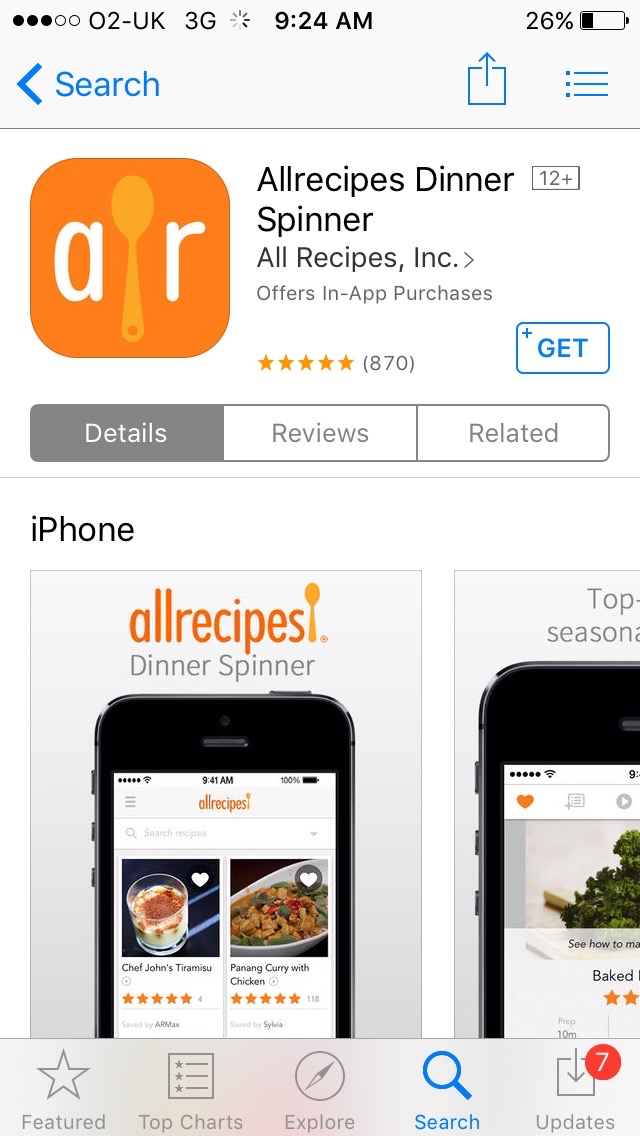 O2-UK 3G 9:24 AM 26%
Search
ar
Allrecipes Dinner 12+
Spinner
All Recipes, Inc.
Offers In-App Purchases
(870)
+ GET
Details Reviews Related
iPhone
allrecipes
Dinner Spinner
9:41 AM 100%
allrecipes
Search recipes
Chef John's Tiramisu
4
Saved by ARMax
Panang Curry with
Chicken
118
Saved by Sylvia
Top-
seasona
9:4
See how to ma
Baked
Prep
10m
Featured Top Charts Explore Search Updates
7